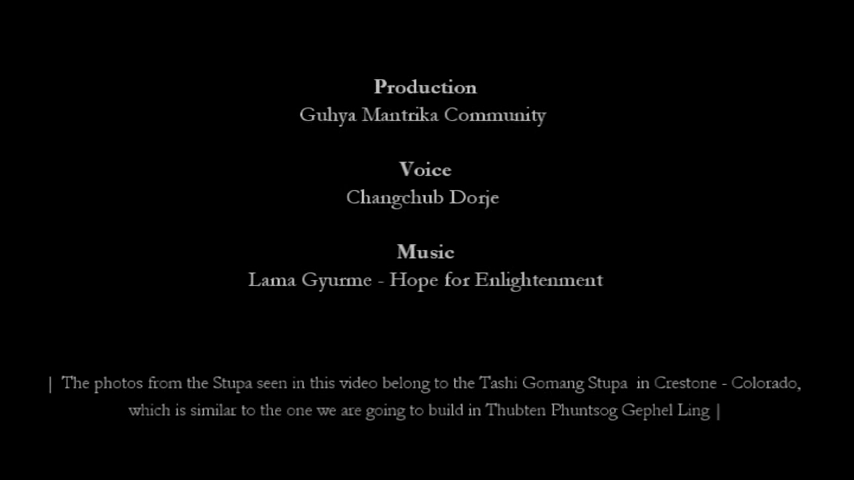 Production
Guhya Mantrika Community
Voice
Changchub Dorje
Music
Lama Gyurme - Hope for Enlightenment
| The photos from the Stupa seen in this video belong to the Tashi Gomang Stupa in Crestone - Colorado,
which is similar to the one we are going to build in Thubten Phuntsog Gephel Ling |